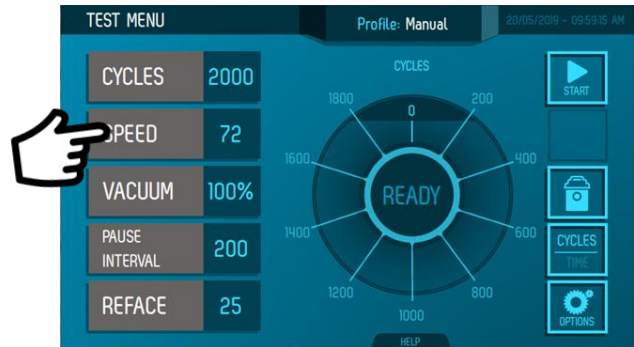 TEST MENU
Profile: Manual
20/05/2019 - 09:59:15 AM
CYCLES 2000
SPEED 72
VACUUM 100%
PAUSE
INTERVAL 200
REFACE 25
CYCLES
0
200
400
600
800
1000
1200
1400
1600
1800
READY
START
CYCLES
TIME
OPTIONS
HELP